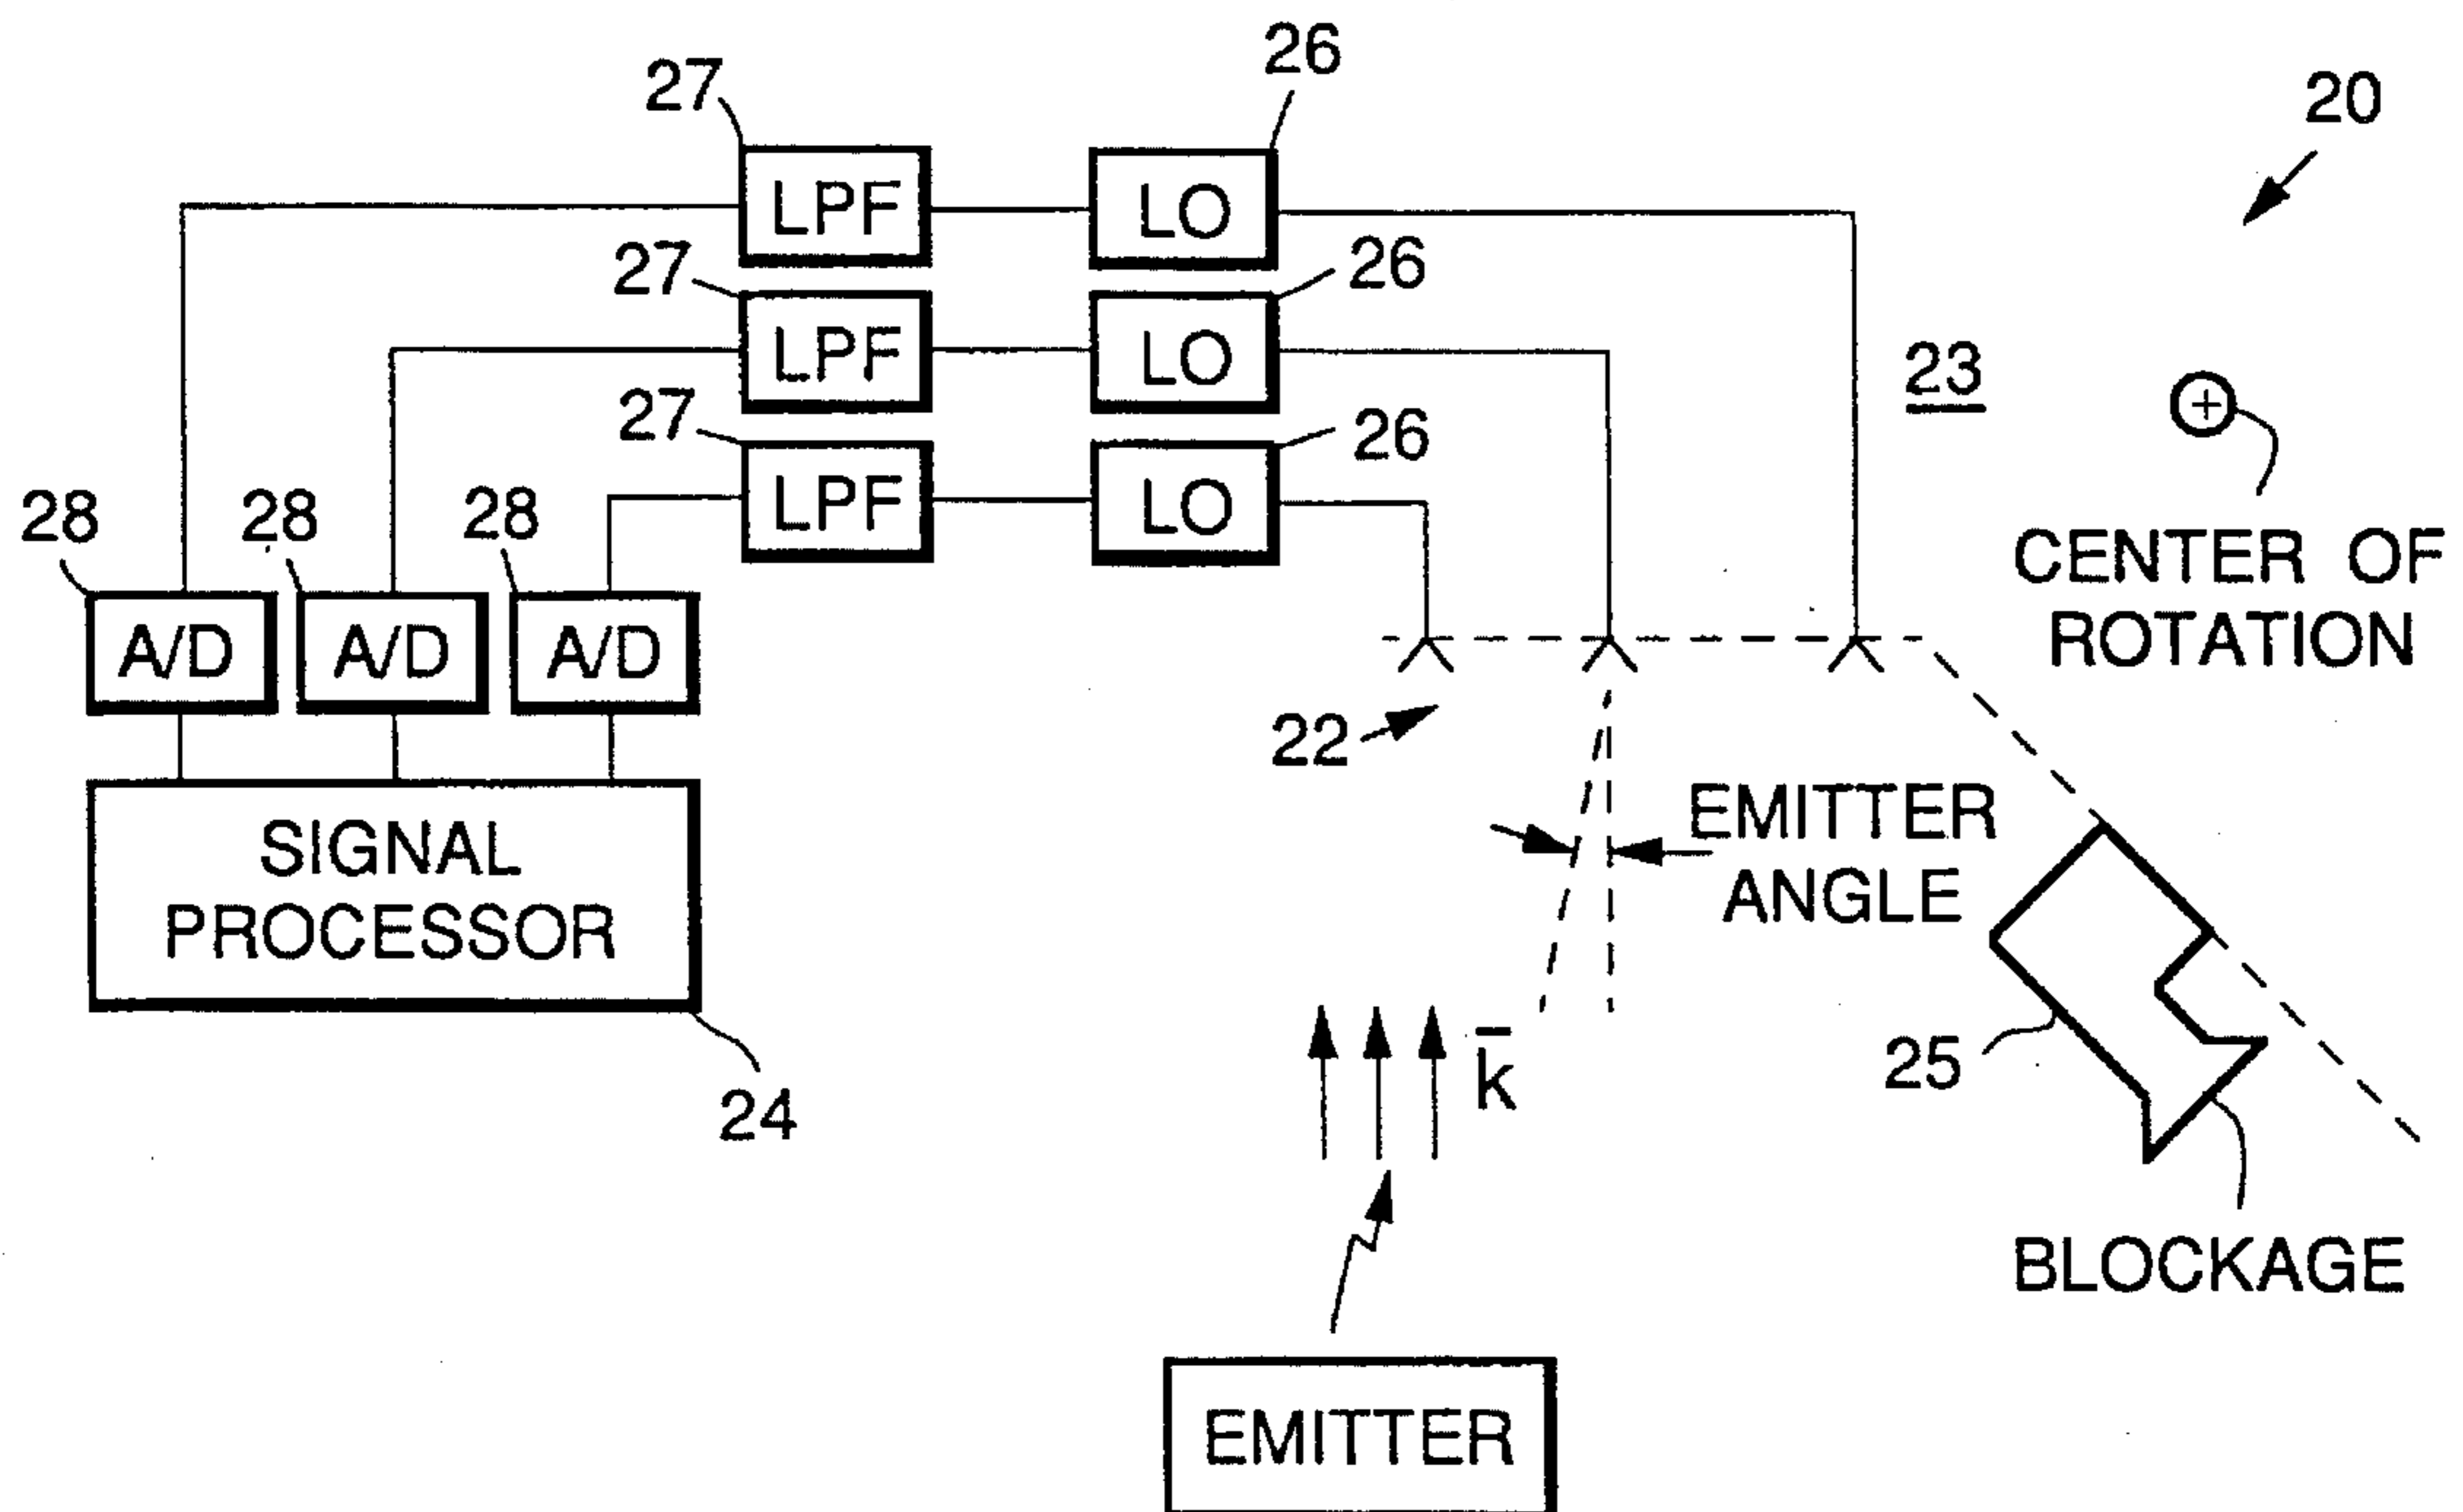 26
27
20
LPF
LO
27
26
23
LPF
LO
27
26
LPF
LO
28
28
28
CENTER OF
ROTATION
A/D
A/D
A/D
22
EMITTER
ANGLE
SIGNAL
PROCESSOR
k̄
25
24
BLOCKAGE
EMITTER